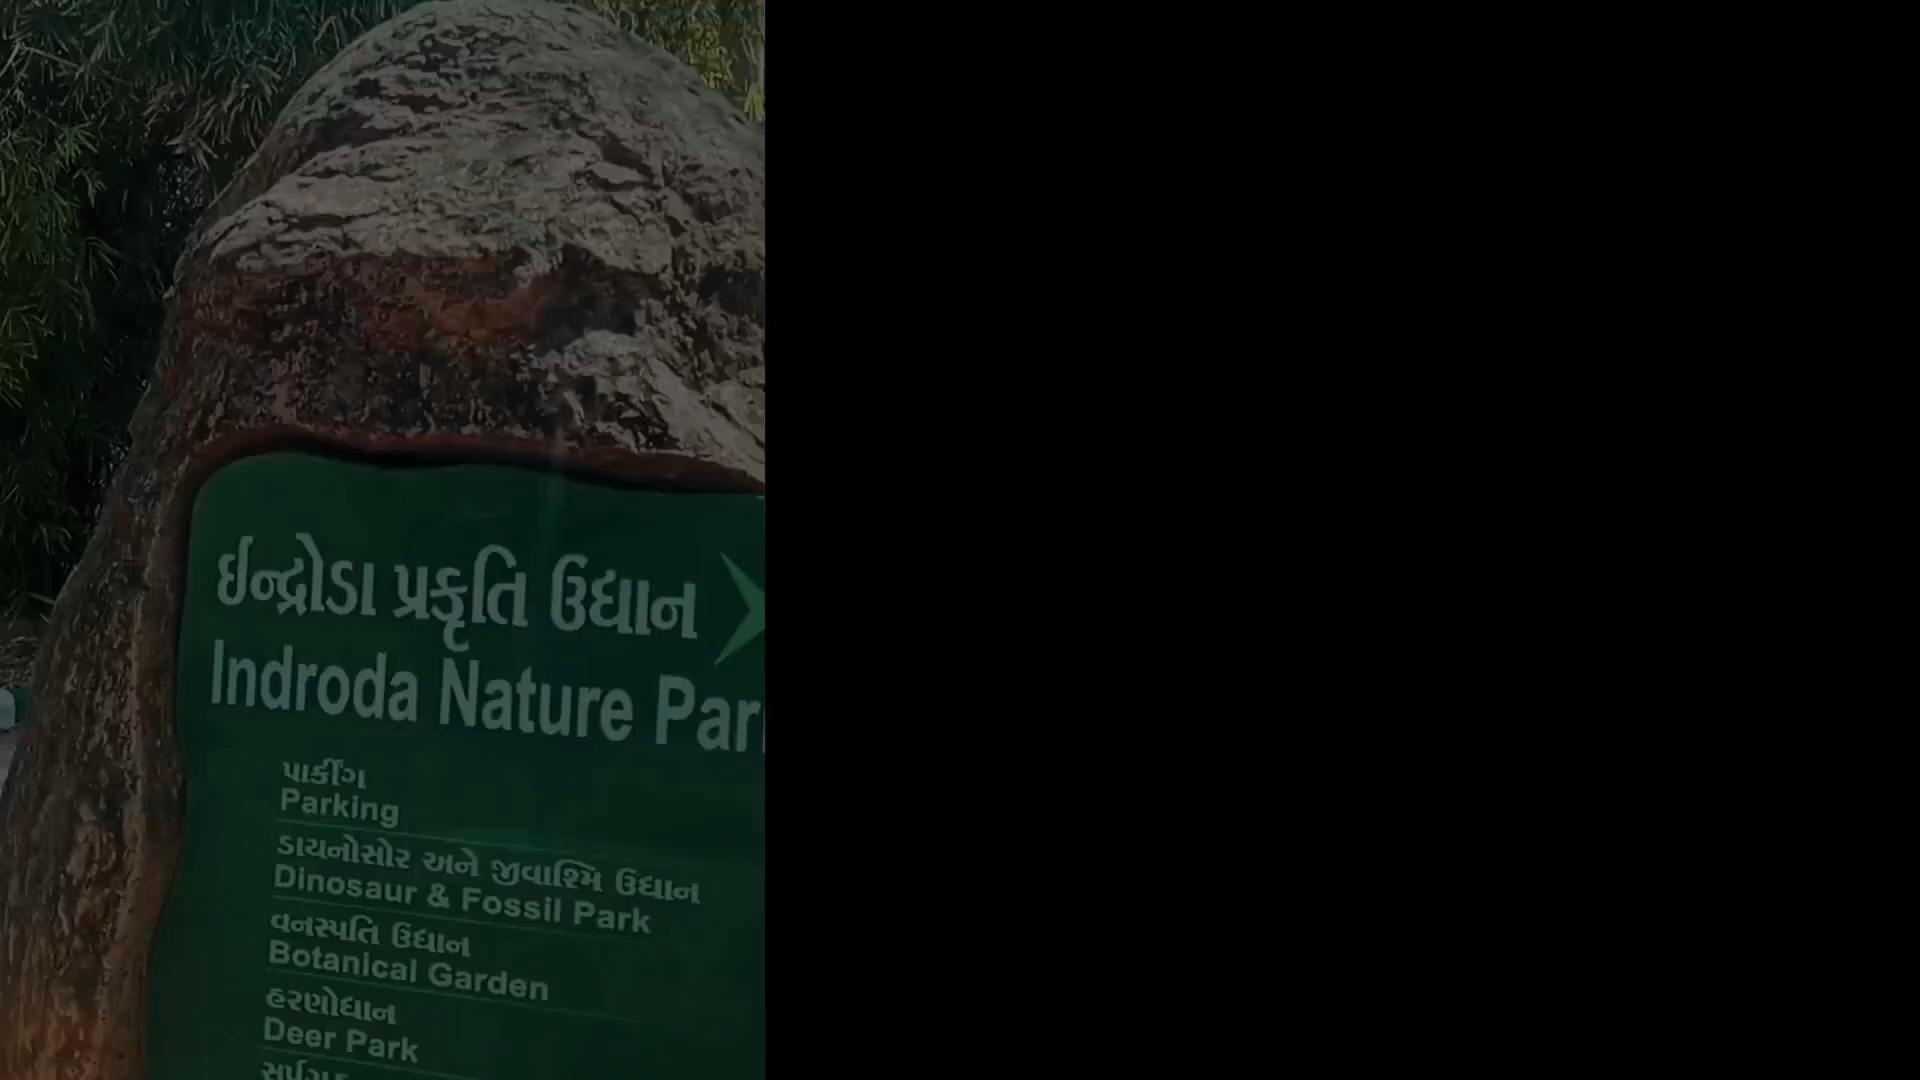 ઈન્દ્રોડા પ્રકૃતિ ઉદ્યાન
Indroda Nature
પાર્કીંગ
Parking
ડાયનોસોર અને જીવાશ્મિ ઉદ્યાન
Dinosaur & Fossil Park
વનસ્પતિ ઉદ્યાન
Botanical Garden
હરણોદ્યાન
Deer Park